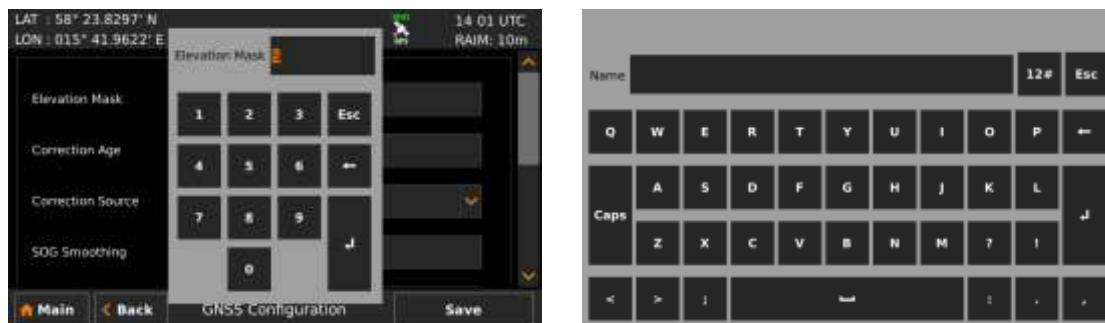 LAT : 58° 23.8297' N
LON : 015° 41.9622' E
14 01 UTC
RAIM: 10m
Elevation Mask
Elevation Mask
Correction Age
Correction Source
SOG Smoothing
1 2 3 Esc
4 5 6 ←
7 8 9 ↵
0
Main < Back GNSS Configuration Save
Name 12# Esc
Q W E R T Y U I O P ←
A S D F G H J K L
Caps ↵
Z X C V B N M ? !
< > ; : . ,